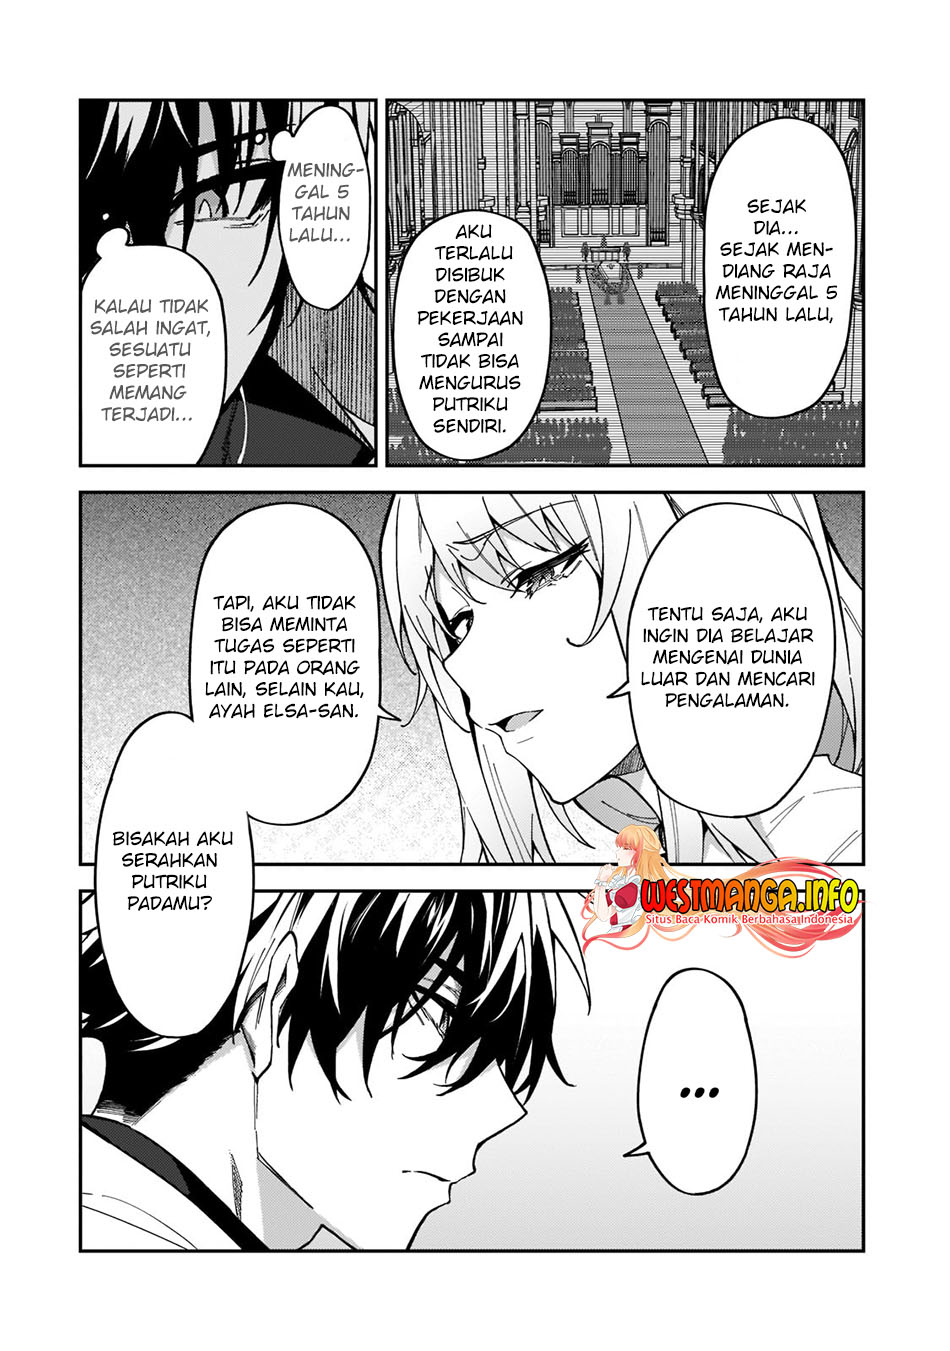 SEJAK
DIA...
SEJAK MEN-
DIANG RAJA
MENINGGAL 5
TAHUN LALU,
AKU
TERLALU
DISIBUK
DENGAN
PEKERJAAN
SAMPAI
TIDAK BISA
MENGURUS
PUTRIKU
SENDIRI.
MENING-
GAL 5
TAHUN
LALU...
KALAU TIDAK
SALAH INGAT,
SESUATU
SEPERTI
MEMANG
TERJADI...
TENTU SAJA, AKU
INGIN DIA BELAJAR
MENGENAI DUNIA
LUAR DAN MENCARI
PENGALAMAN.
TAPI, AKU TIDAK
BISA MEMINTA
TUGAS SEPERTI
ITU PADA ORANG
LAIN, SELAIN KAU,
AYAH ELSA-SAN.
BISAKAH AKU
SERAHKAN
PUTRIKU
PADAMU?
WESTMANGA.INFO
Situs Baca Komik Berbahasa Indonesia
...